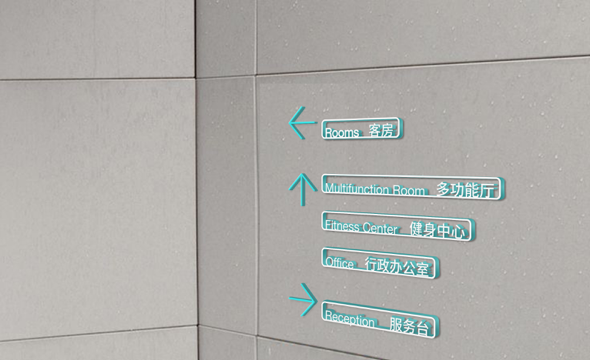 Rooms 客房
Multifunction Room 多功能厅
Fitness Center 健身中心
Office 行政办公室
Reception 服务台